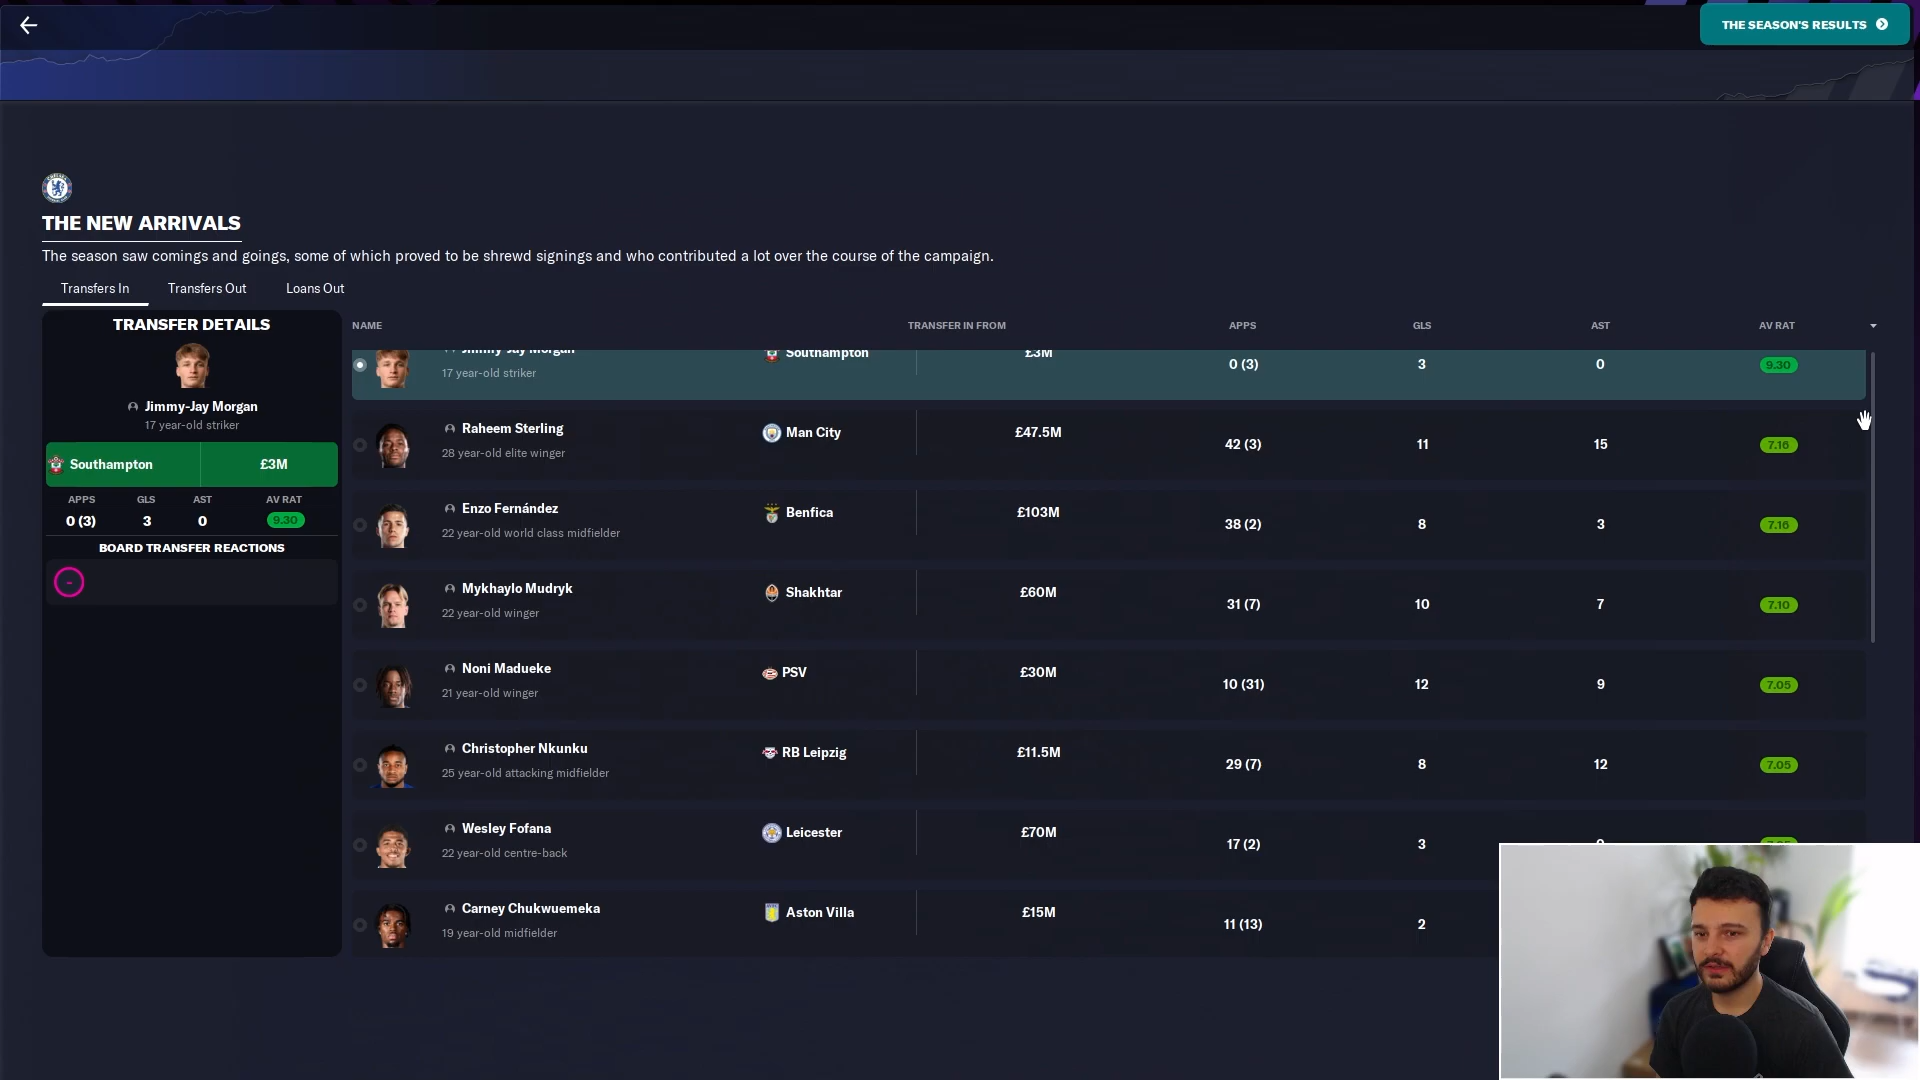 THE SEASON'S RESULTS
THE NEW ARRIVALS
The season saw comings and goings, some of which proved to be shrewd signings and who contributed a lot over the course of the campaign.
Transfers In Transfers Out Loans Out
TRANSFER DETAILS
Jimmy-Jay Morgan
17 year-old striker
Southampton £3M
APPS GLS AST AV RAT
0 (3) 3 0 9.30
BOARD TRANSFER REACTIONS
-
NAME TRANSFER IN FROM APPS GLS AST AV RAT
Jimmy-Jay Morgan Southampton £3M 0 (3) 3 0 9.30
17 year-old striker
Raheem Sterling Man City £47.5M 42 (3) 11 15 7.16
28 year-old elite winger
Enzo Fernández Benfica £103M 38 (2) 8 3 7.16
22 year-old world class midfielder
Mykhaylo Mudryk Shakhtar £60M 31 (7) 10 7 7.10
22 year-old winger
Noni Madueke PSV £30M 10 (31) 12 9 7.05
21 year-old winger
Christopher Nkunku RB Leipzig £11.5M 29 (7) 8 12 7.05
25 year-old attacking midfielder
Wesley Fofana Leicester £70M 17 (2) 3
22 year-old centre-back
Carney Chukwuemeka Aston Villa £15M 11 (13) 2
19 year-old midfielder